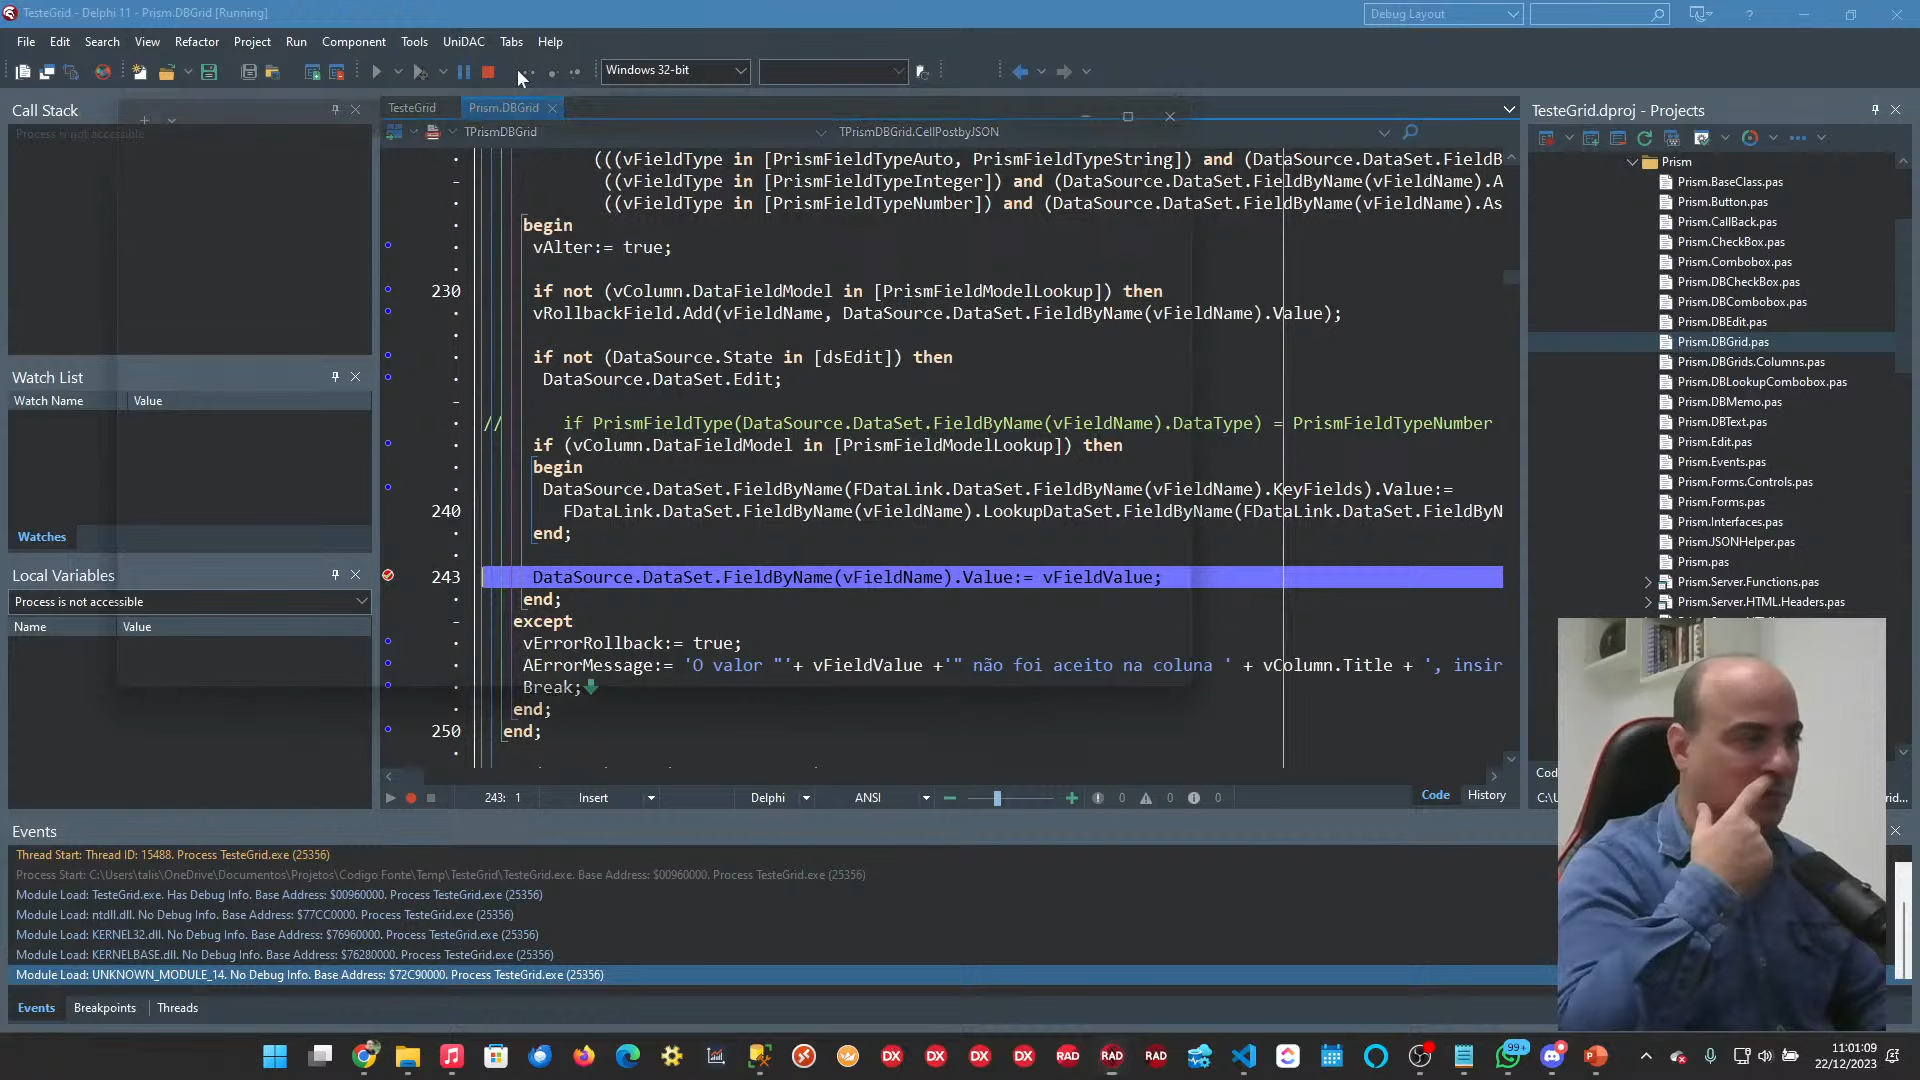 TesteGrid - Delphi 11 - Prism.DBGrid [Running]
Debug Layout
File Edit Search View Refactor Project Run Component Tools UniDAC Tabs Help
Windows 32-bit
Call Stack
Process is not accessible
TesteGrid
Prism.DBGrid
TPrismDBGrid
TPrismDBGrid.CellPostbyJSON
(((vFieldType in [PrismFieldTypeAuto, PrismFieldTypeString]) and (DataSource.DataSet.FieldB
((vFieldType in [PrismFieldTypeInteger]) and (DataSource.DataSet.FieldByName(vFieldName).A
((vFieldType in [PrismFieldTypeNumber]) and (DataSource.DataSet.FieldByName(vFieldName).As
begin
vAlter:= true;
230 if not (vColumn.DataFieldModel in [PrismFieldModelLookup]) then
vRollbackField.Add(vFieldName, DataSource.DataSet.FieldByName(vFieldName).Value);
if not (DataSource.State in [dsEdit]) then
DataSource.DataSet.Edit;
// if PrismFieldType(DataSource.DataSet.FieldByName(vFieldName).DataType) = PrismFieldTypeNumber
if (vColumn.DataFieldModel in [PrismFieldModelLookup]) then
begin
DataSource.DataSet.FieldByName(FDataLink.DataSet.FieldByName(vFieldName).KeyFields).Value:=
240 FDataLink.DataSet.FieldByName(vFieldName).LookupDataSet.FieldByName(FDataLink.DataSet.FieldByN
end;
243 DataSource.DataSet.FieldByName(vFieldName).Value:= vFieldValue;
end;
except
vErrorRollback:= true;
AErrorMessage:= 'O valor "'+ vFieldValue +'" não foi aceito na coluna ' + vColumn.Title + ', insir
Break;
end;
250 end;
243: 1
Insert
Delphi
ANSI
0
0
0
Code
History
Watch List
Watch Name Value
Watches
Local Variables
Process is not accessible
Name Value
TesteGrid.dproj - Projects
Prism
Prism.BaseClass.pas
Prism.Button.pas
Prism.CallBack.pas
Prism.CheckBox.pas
Prism.Combobox.pas
Prism.DBCheckBox.pas
Prism.DBCombobox.pas
Prism.DBEdit.pas
Prism.DBGrid.pas
Prism.DBGrids.Columns.pas
Prism.DBLookupCombobox.pas
Prism.DBMemo.pas
Prism.DBText.pas
Prism.Edit.pas
Prism.Events.pas
Prism.Forms.Controls.pas
Prism.Forms.pas
Prism.Interfaces.pas
Prism.JSONHelper.pas
Prism.pas
Prism.Server.Functions.pas
Prism.Server.HTML.Headers.pas
Cod
C:\U
rid...
Events
Thread Start: Thread ID: 15488. Process TesteGrid.exe (25356)
Process Start: C:\Users\talis\OneDrive\Documentos\Projetos\Codigo Fonte\Temp\TesteGrid\TesteGrid.exe. Base Address: $00960000. Process TesteGrid.exe (25356)
Module Load: TesteGrid.exe. Has Debug Info. Base Address: $00960000. Process TesteGrid.exe (25356)
Module Load: ntdll.dll. No Debug Info. Base Address: $77CC0000. Process TesteGrid.exe (25356)
Module Load: KERNEL32.dll. No Debug Info. Base Address: $76960000. Process TesteGrid.exe (25356)
Module Load: KERNELBASE.dll. No Debug Info. Base Address: $76280000. Process TesteGrid.exe (25356)
Module Load: UNKNOWN_MODULE_14. No Debug Info. Base Address: $72C90000. Process TesteGrid.exe (25356)
Events
Breakpoints
Threads
DX
DX
DX
DX
RAD
RAD
RAD
99+
11:01:09
22/12/2023